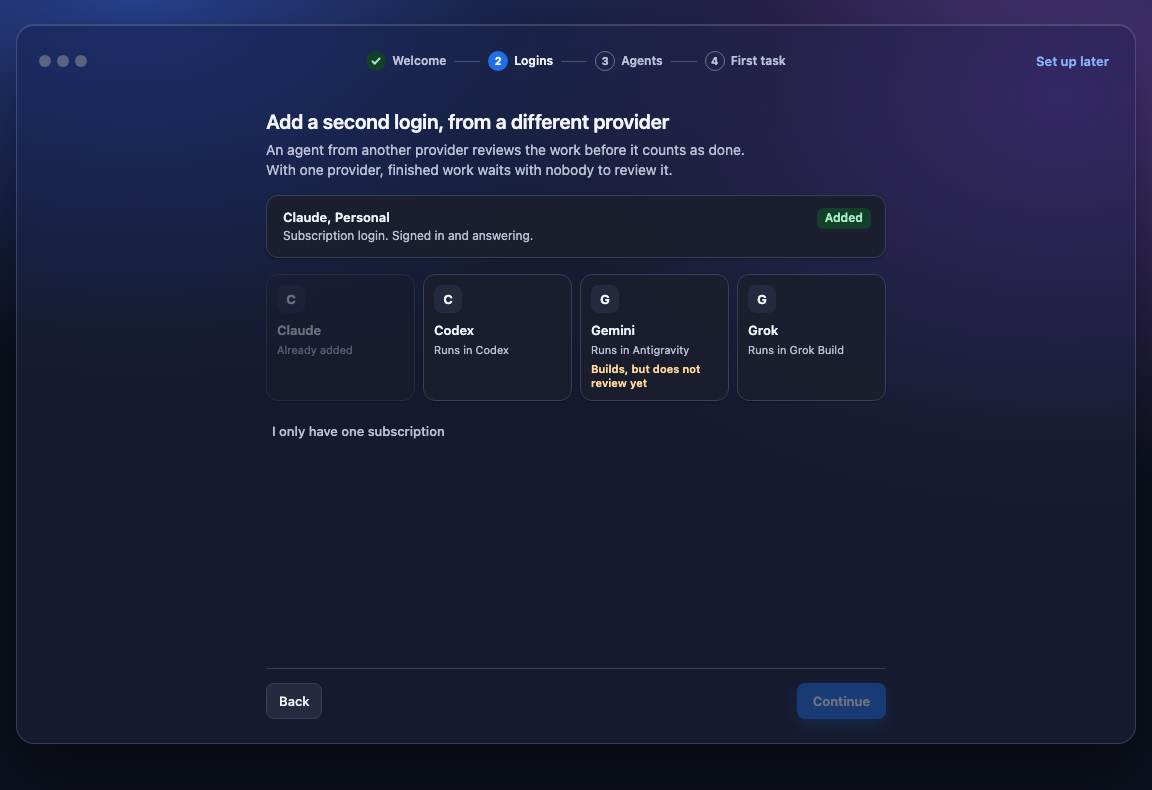 Welcome
2 Logins
3 Agents
4 First task
Set up later
Add a second login, from a different provider
An agent from another provider reviews the work before it counts as done.
With one provider, finished work waits with nobody to review it.
Claude, Personal
Added
Subscription login. Signed in and answering.
C
Claude
Already added
C
Codex
Runs in Codex
G
Gemini
Runs in Antigravity
Builds, but does not
review yet
G
Grok
Runs in Grok Build
I only have one subscription
Back
Continue